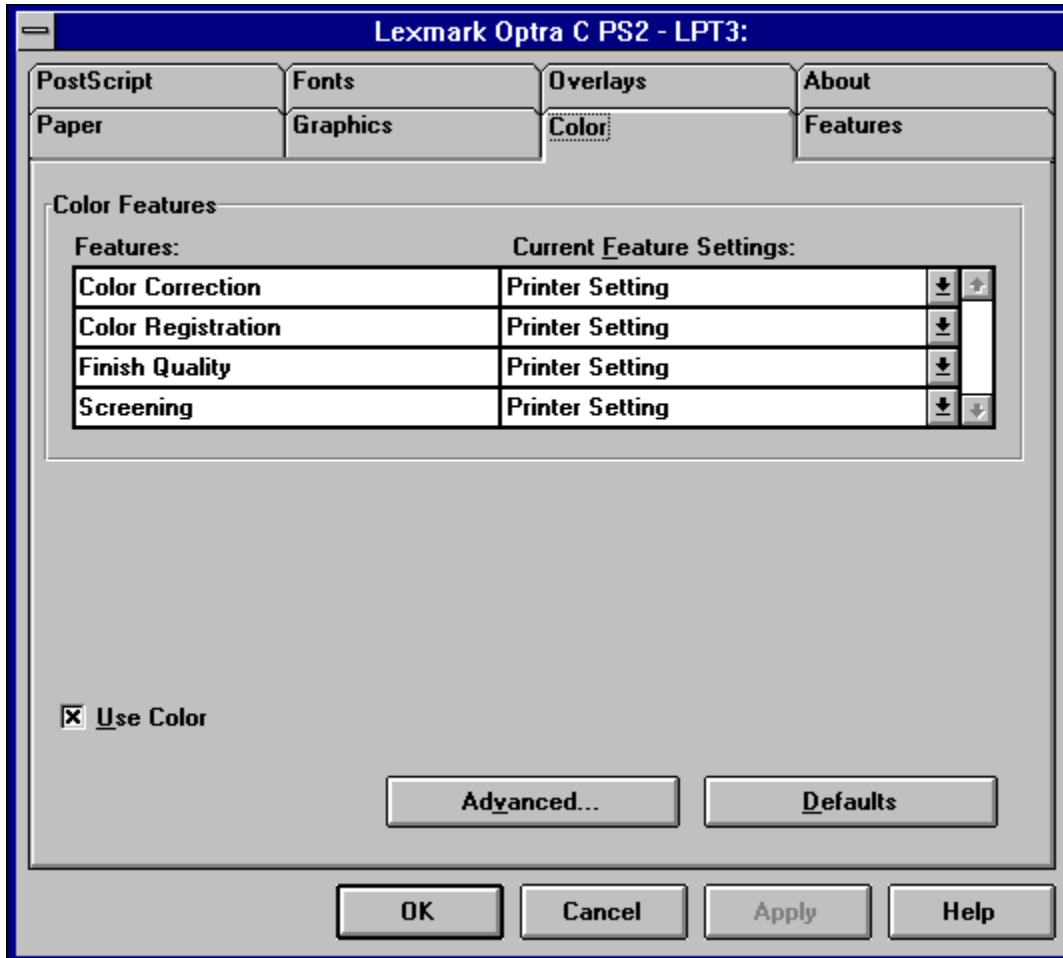 Lexmark Optra C PS2 - LPT3:
PostScript Fonts Overlays About
Paper Graphics Color Features
Color Features
Features: Current Feature Settings:
Color Correction Printer Setting
Color Registration Printer Setting
Finish Quality Printer Setting
Screening Printer Setting
Use Color
Advanced... Defaults
OK Cancel Apply Help